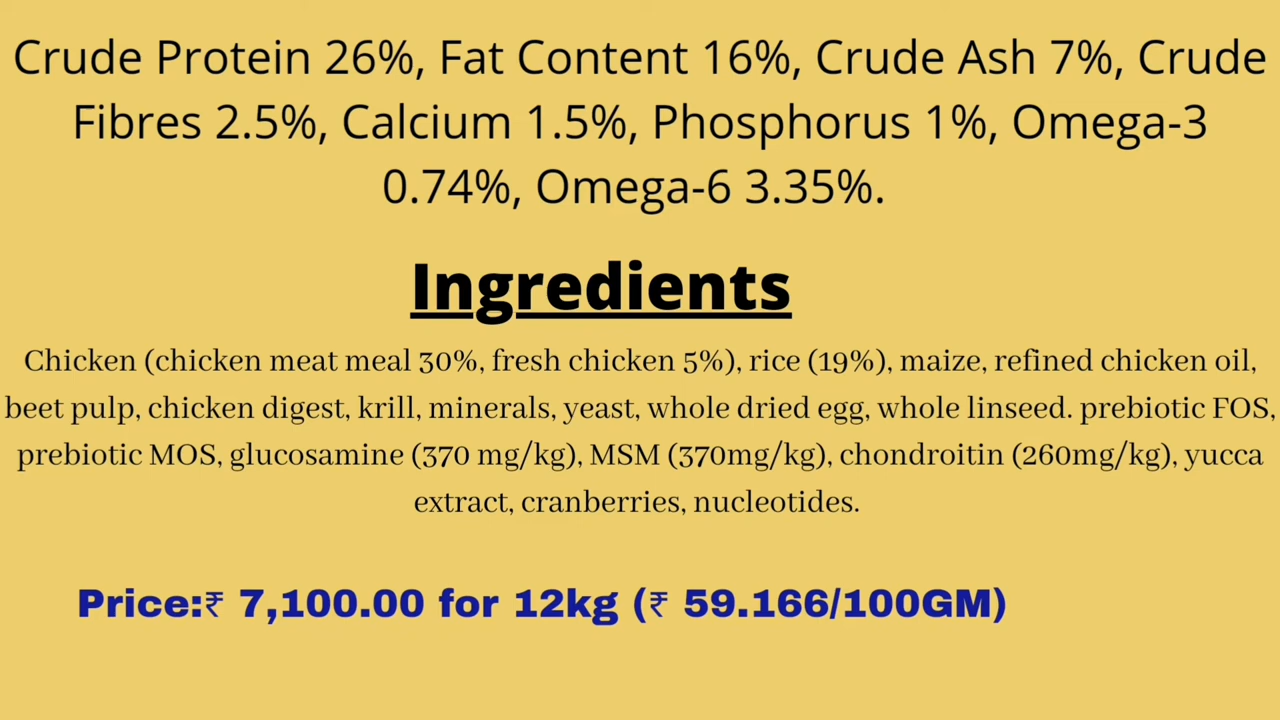 Crude Protein 26%, Fat Content 16%, Crude Ash 7%, Crude
Fibres 2.5%, Calcium 1.5%, Phosphorus 1%, Omega-3
0.74%, Omega-6 3.35%.
Ingredients
Chicken (chicken meat meal 30%, fresh chicken 5%), rice (19%), maize, refined chicken oil,
beet pulp, chicken digest, krill, minerals, yeast, whole dried egg, whole linseed. prebiotic FOS,
prebiotic MOS, glucosamine (370 mg/kg), MSM (370mg/kg), chondroitin (260mg/kg), yucca
extract, cranberries, nucleotides.
Price:₹ 7,100.00 for 12kg (₹ 59.166/100GM)